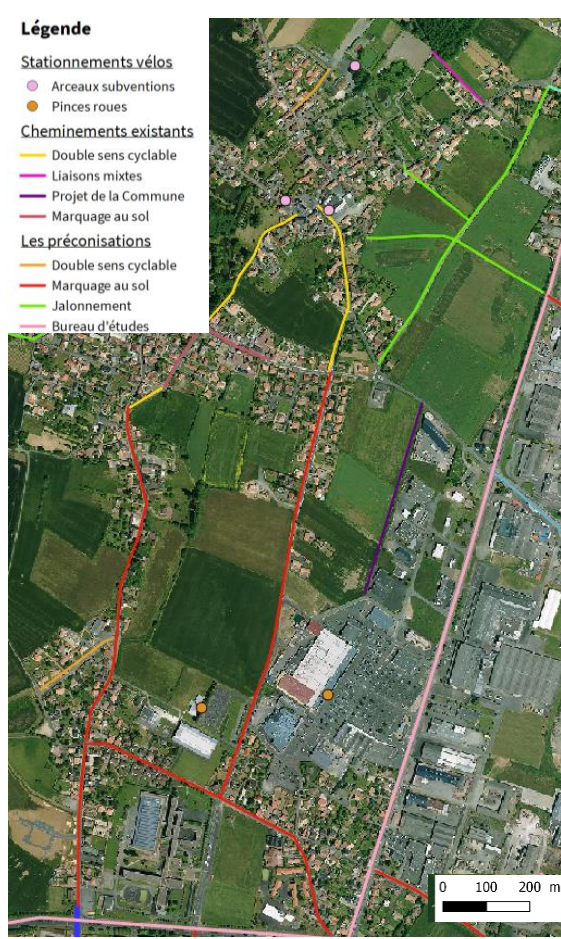 Légende
Stationnements vélos
Arceaux subventions
Pinces roues
Cheminements existants
Double sens cyclable
Liaisons mixtes
Projet de la Commune
Marquage au sol
Les préconisations
Double sens cyclable
Marquage au sol
Jalonnement
Bureau d'études
0 100 200 m